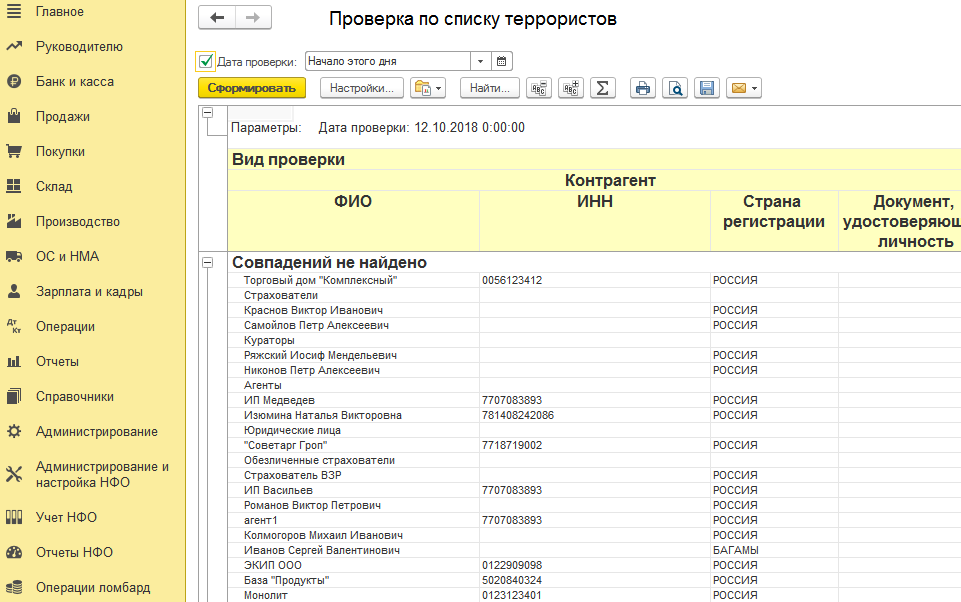 Главное
Руководителю
Банк и касса
Продажи
Покупки
Склад
Производство
ОС и НМА
Зарплата и кадры
Дт Кт
Операции
Отчеты
Справочники
Администрирование
Администрирование и
настройка НФО
Учет НФО
Отчеты НФО
Операции ломбард
Проверка по списку террористов
Дата проверки: Начало этого дня
Сформировать Настройки... Найти... Σ
Параметры: Дата проверки: 12.10.2018 0:00:00
Вид проверки
Контрагент
ФИО ИНН Страна Документ,
регистрации удостоверяющ
личность
Совпадений не найдено
Торговый дом "Комплексный" 0056123412 РОССИЯ
Страхователи
Краснов Виктор Иванович РОССИЯ
Самойлов Петр Алексеевич РОССИЯ
Кураторы
Ряжский Иосиф Мендельевич РОССИЯ
Никонов Петр Алексеевич РОССИЯ
Агенты
ИП Медведев 7707083893 РОССИЯ
Изюмина Наталья Викторовна 781408242086 РОССИЯ
Юридические лица
"Советарг Гроп" 7718719002 РОССИЯ
Обезличенные страхователи
Страхователь ВЗР РОССИЯ
ИП Васильев 7707083893 РОССИЯ
Романов Виктор Петрович РОССИЯ
агент1 7707083893 РОССИЯ
Колмогоров Михаил Иванович РОССИЯ
Иванов Сергей Валентинович БАГАМЫ
ЭКИП ООО 0122909098 РОССИЯ
База "Продукты" 5020840324 РОССИЯ
Монолит 0123123401 РОССИЯ